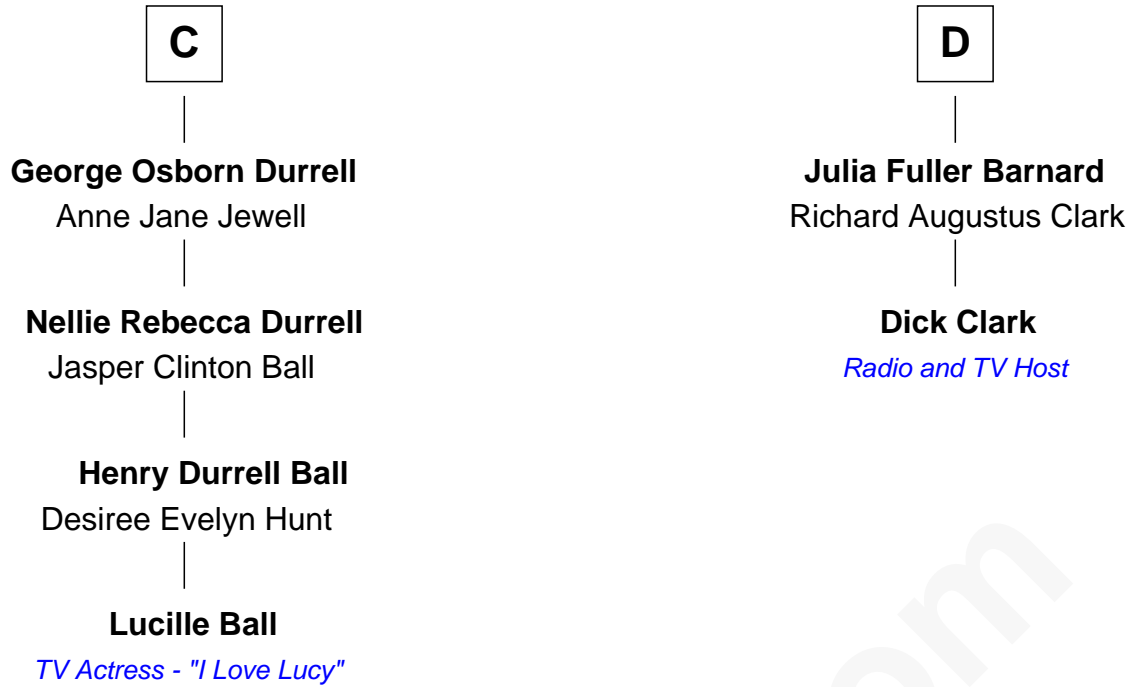 C
George Osborn Durrell
Anne Jane Jewell
Nellie Rebecca Durrell
Jasper Clinton Ball
Henry Durrell Ball
Desiree Evelyn Hunt
Lucille Ball
TV Actress - "I Love Lucy"
D
Julia Fuller Barnard
Richard Augustus Clark
Dick Clark
Radio and TV Host
om